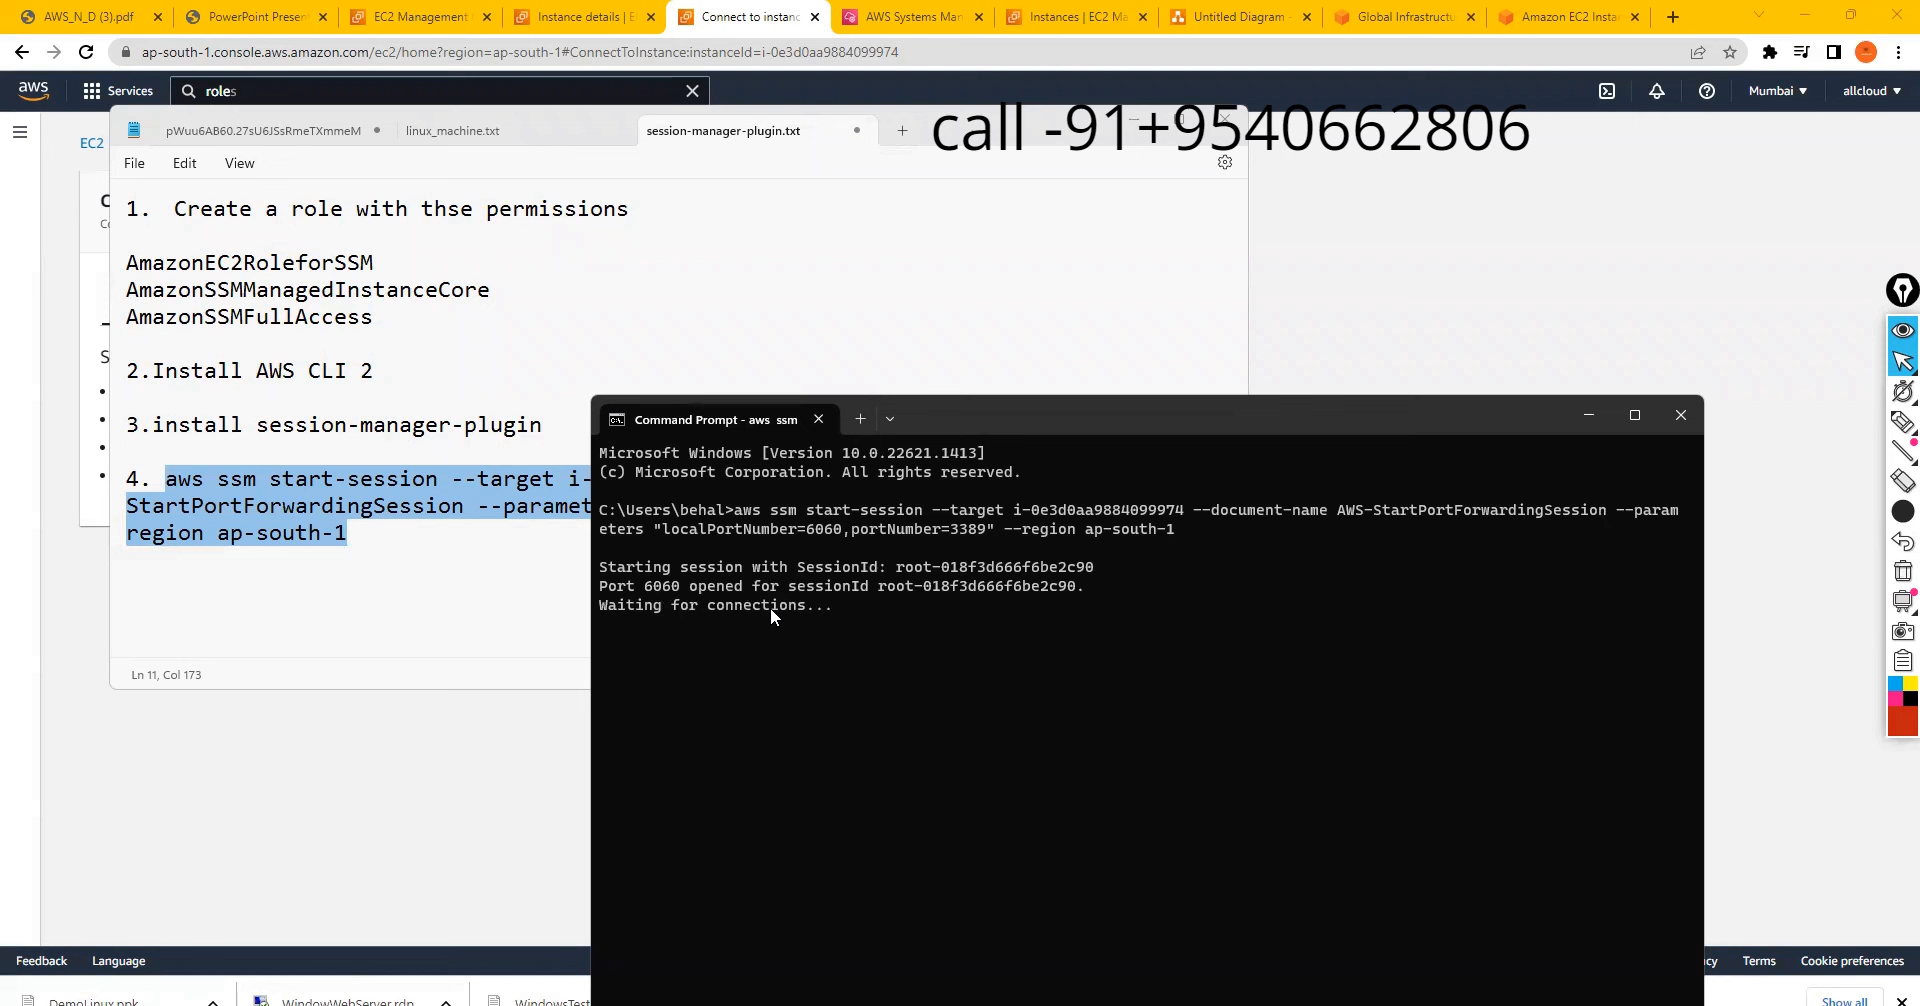 AWS_N_D (3).pdf
PowerPoint Presen
EC2 Management
Instance details | E
Connect to instanc
AWS Systems Man
Instances | EC2 Ma
Untitled Diagram -
Global Infrastructu
Amazon EC2 Instan
ap-south-1.console.aws.amazon.com/ec2/home?region=ap-south-1#ConnectToInstance:instanceId=i-0e3d0aa9884099974
aws
Services
roles
Mumbai
allcloud
call -91+9540662806
EC2
pWuu6AB60.27sU6JSsRmeTXmmeM
linux_machine.txt
session-manager-plugin.txt
File
Edit
View
1. Create a role with thse permissions
AmazonEC2RoleforSSM
AmazonSSMManagedInstanceCore
AmazonSSMFullAccess
2.Install AWS CLI 2
3.install session-manager-plugin
4. aws ssm start-session --target i-
StartPortForwardingSession --paramet
region ap-south-1
Ln 11, Col 173
Command Prompt - aws ssm
Microsoft Windows [Version 10.0.22621.1413]
(c) Microsoft Corporation. All rights reserved.
C:\Users\behal>aws ssm start-session --target i-0e3d0aa9884099974 --document-name AWS-StartPortForwardingSession --param
eters "localPortNumber=6060,portNumber=3389" --region ap-south-1
Starting session with SessionId: root-018f3d666f6be2c90
Port 6060 opened for sessionId root-018f3d666f6be2c90.
Waiting for connections...
Feedback
Language
cy
Terms
Cookie preferences
DemoLinux.ppk
WindowWebServer.rdp
WindowsTest
Show all